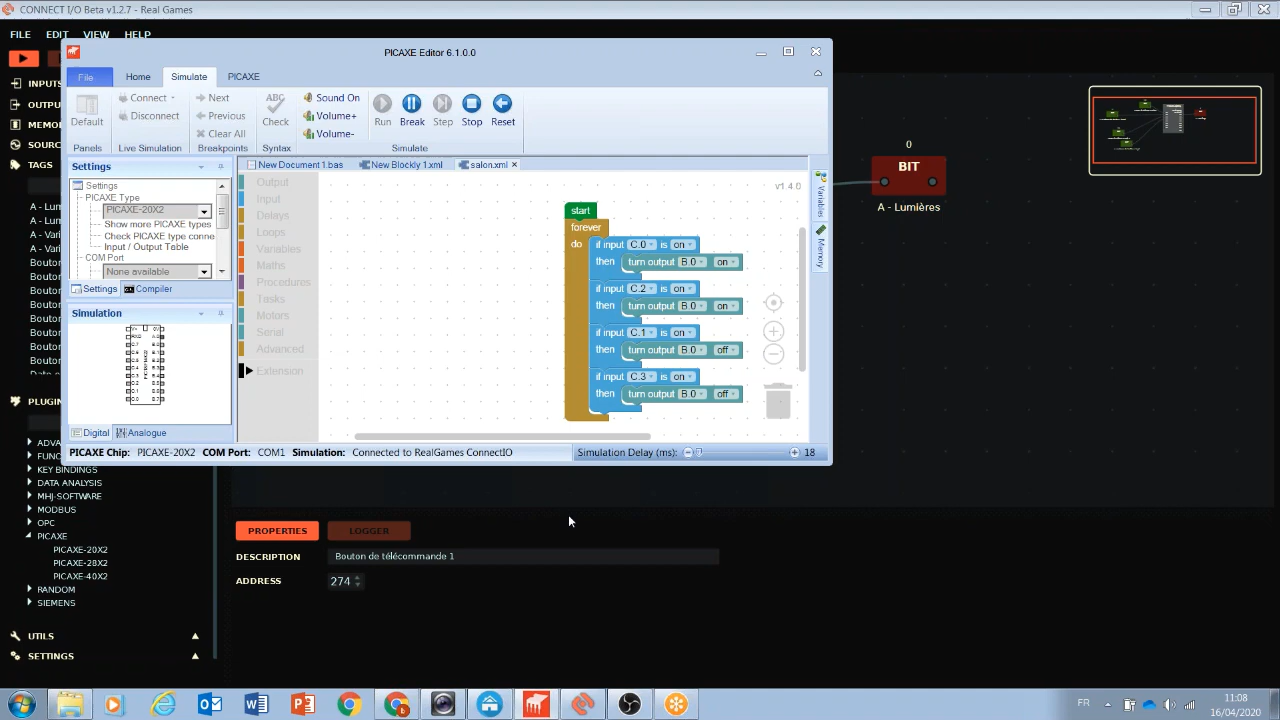 CONNECT I/O Beta v1.2.7 - Real Games
FILE EDIT VIEW HELP
PICAXE Editor 6.1.0.0
File Home Simulate PICAXE
Default
Panels
Connect
Disconnect
Live Simulation
Next
Previous
Clear All
Breakpoints
ABC
Check
Syntax
Sound On
Volume+
Volume-
Run Break Step Stop Reset
Simulate
Settings
Settings
PICAXE Type
PICAXE-20X2
Show more PICAXE types
Check PICAXE type conne
Input / Output Table
COM Port
None available
Settings Compiler
Simulation
Digital Analogue
New Document 1.bas New Blockly 1.xml salon.xml
Output
Input
Delays
Loops
Variables
Maths
Procedures
Tasks
Motors
Serial
Advanced
Extension
v1.4.0
start
forever
do if input C.0 is on
then turn output B.0 on
if input C.2 is on
then turn output B.0 on
if input C.1 is on
then turn output B.0 off
if input C.3 is on
then turn output B.0 off
Variables
Memory
PICAXE Chip: PICAXE-20X2 COM Port: COM1 Simulation: Connected to RealGames ConnectIO Simulation Delay (ms): 18
INPUTS
OUTP
MEMO
SOURC
TAGS
A - Lum
A - Lum
A - Vari
A - Vari
Bouton
Bouton
Bouton
Bouton
Bouton
Bouton
PLUGIN
ADVA
FUNC
KEY BINDINGS
DATA ANALYSIS
MHJ-SOFTWARE
MODBUS
OPC
PICAXE
PICAXE-20X2
PICAXE-28X2
PICAXE-40X2
RANDOM
SIEMENS
UTILS
SETTINGS
0
BIT
A - Lumières
PROPERTIES LOGGER
DESCRIPTION Bouton de télécommande 1
ADDRESS 274
FR
11:08
16/04/2020